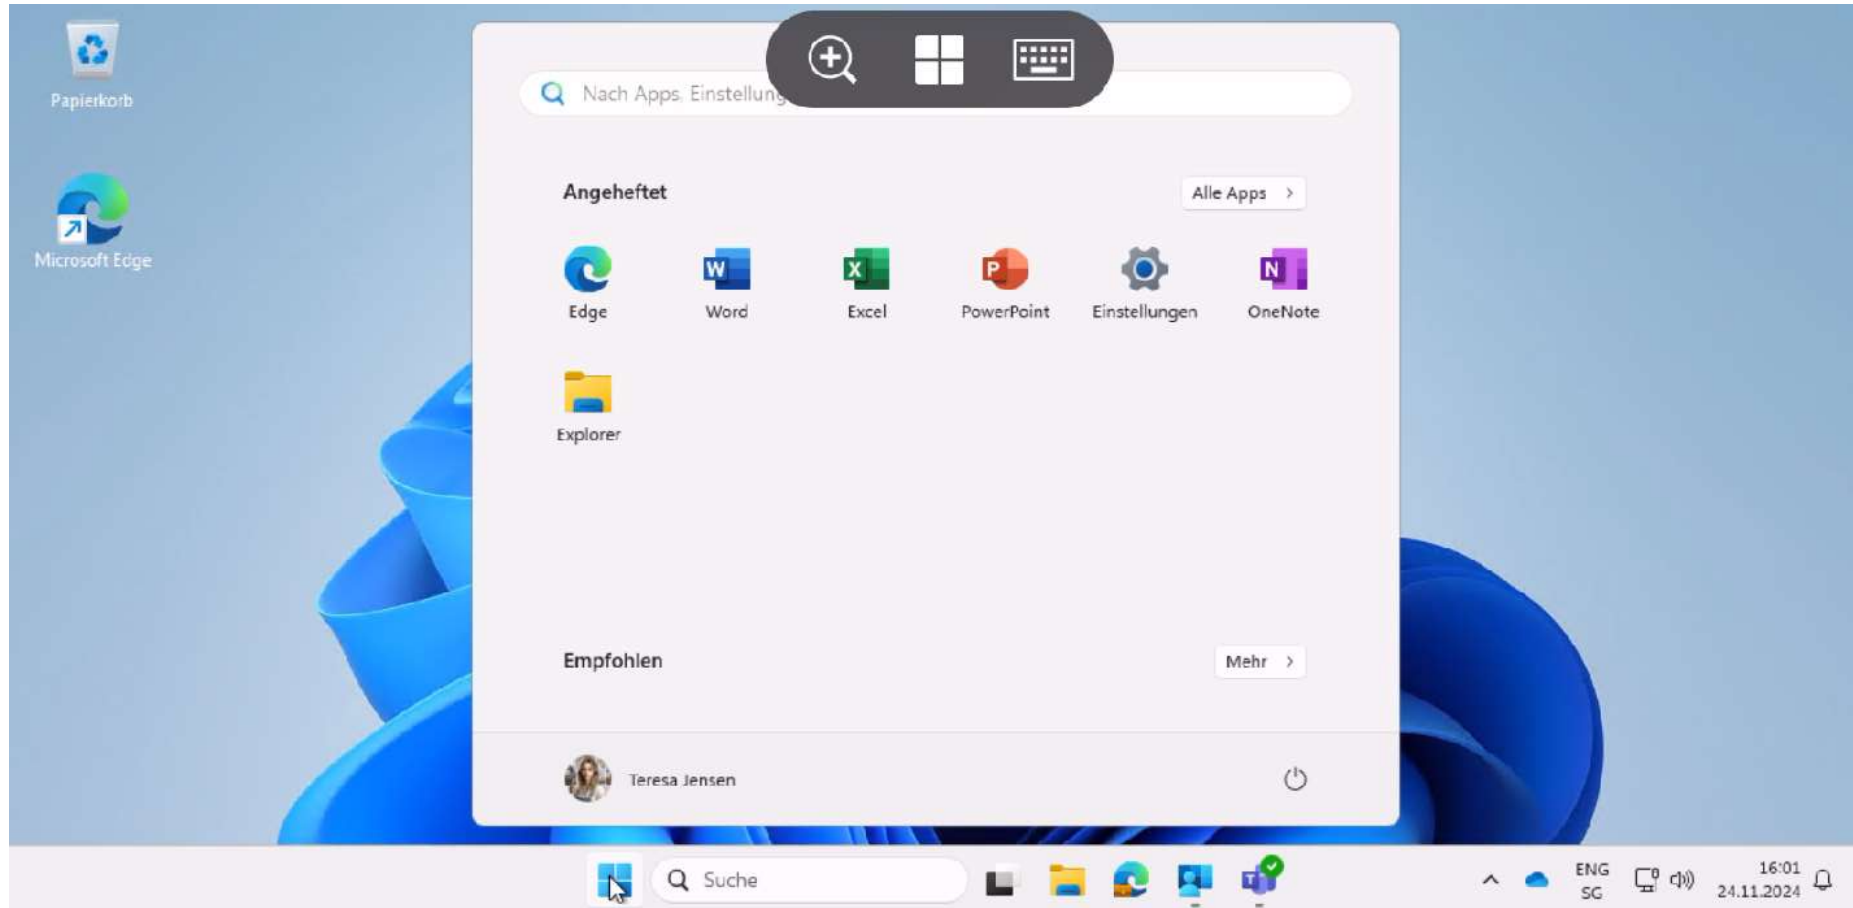 Papierkorb
Microsoft Edge
Nach Apps, Einstellung
Angeheftet
Alle Apps
Edge
Word
Excel
PowerPoint
Einstellungen
OneNote
Explorer
Empfohlen
Mehr
Teresa Jensen
Suche
ENG
SG
16:01
24.11.2024